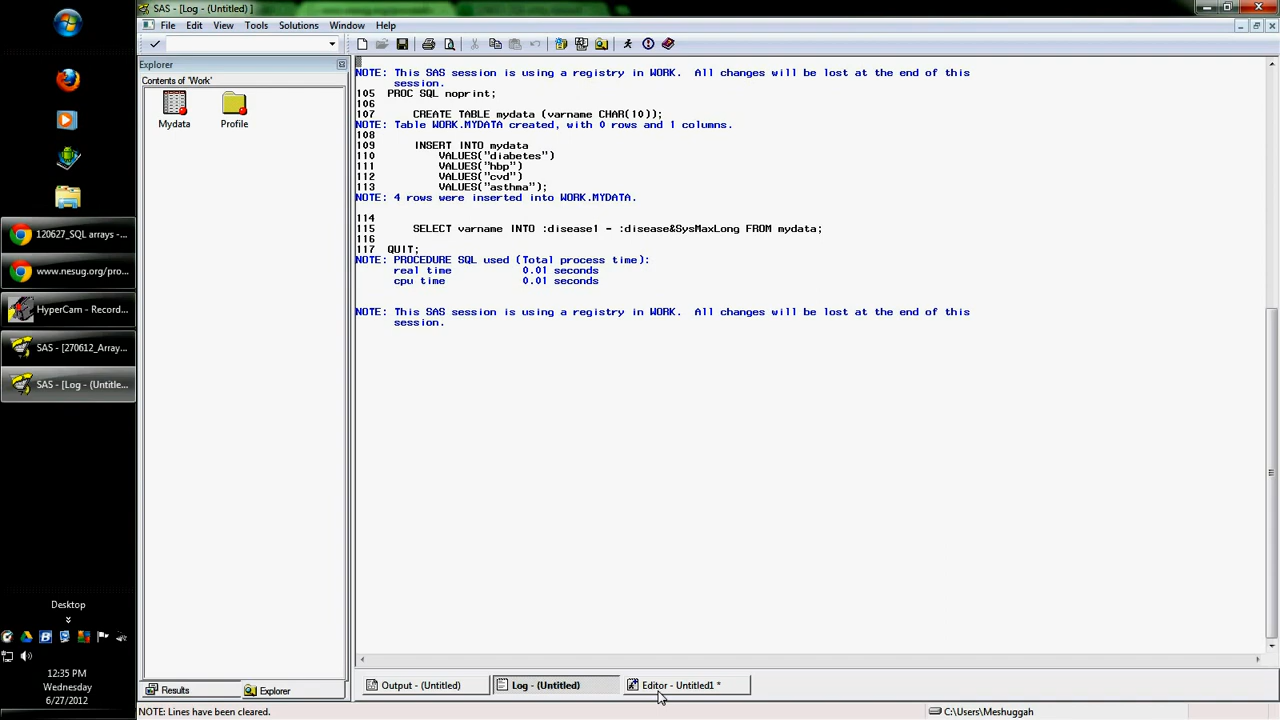 SAS - [Log - (Untitled) ]
File Edit View Tools Solutions Window Help
Explorer
Contents of 'Work'
Mydata
Profile
NOTE: This SAS session is using a registry in WORK. All changes will be lost at the end of this
session.
105 PROC SQL noprint;
106
107 CREATE TABLE mydata (varname CHAR(10));
NOTE: Table WORK.MYDATA created, with 0 rows and 1 columns.
108
109 INSERT INTO mydata
110 VALUES("diabetes")
111 VALUES("hbp")
112 VALUES("cvd")
113 VALUES("asthma");
NOTE: 4 rows were inserted into WORK.MYDATA.
114
115 SELECT varname INTO :disease1 - :disease&SysMaxLong FROM mydata;
116
117 QUIT;
NOTE: PROCEDURE SQL used (Total process time):
real time 0.01 seconds
cpu time 0.01 seconds
NOTE: This SAS session is using a registry in WORK. All changes will be lost at the end of this
session.
120627_SQL arrays -...
www.nesug.org/pro...
HyperCam - Record...
SAS - [270612_Array...
SAS - [Log - (Untitle...
Desktop
12:35 PM
Wednesday
6/27/2012
Results
Explorer
Output - (Untitled)
Log - (Untitled)
Editor - Untitled1 *
NOTE: Lines have been cleared.
C:\Users\Meshuggah